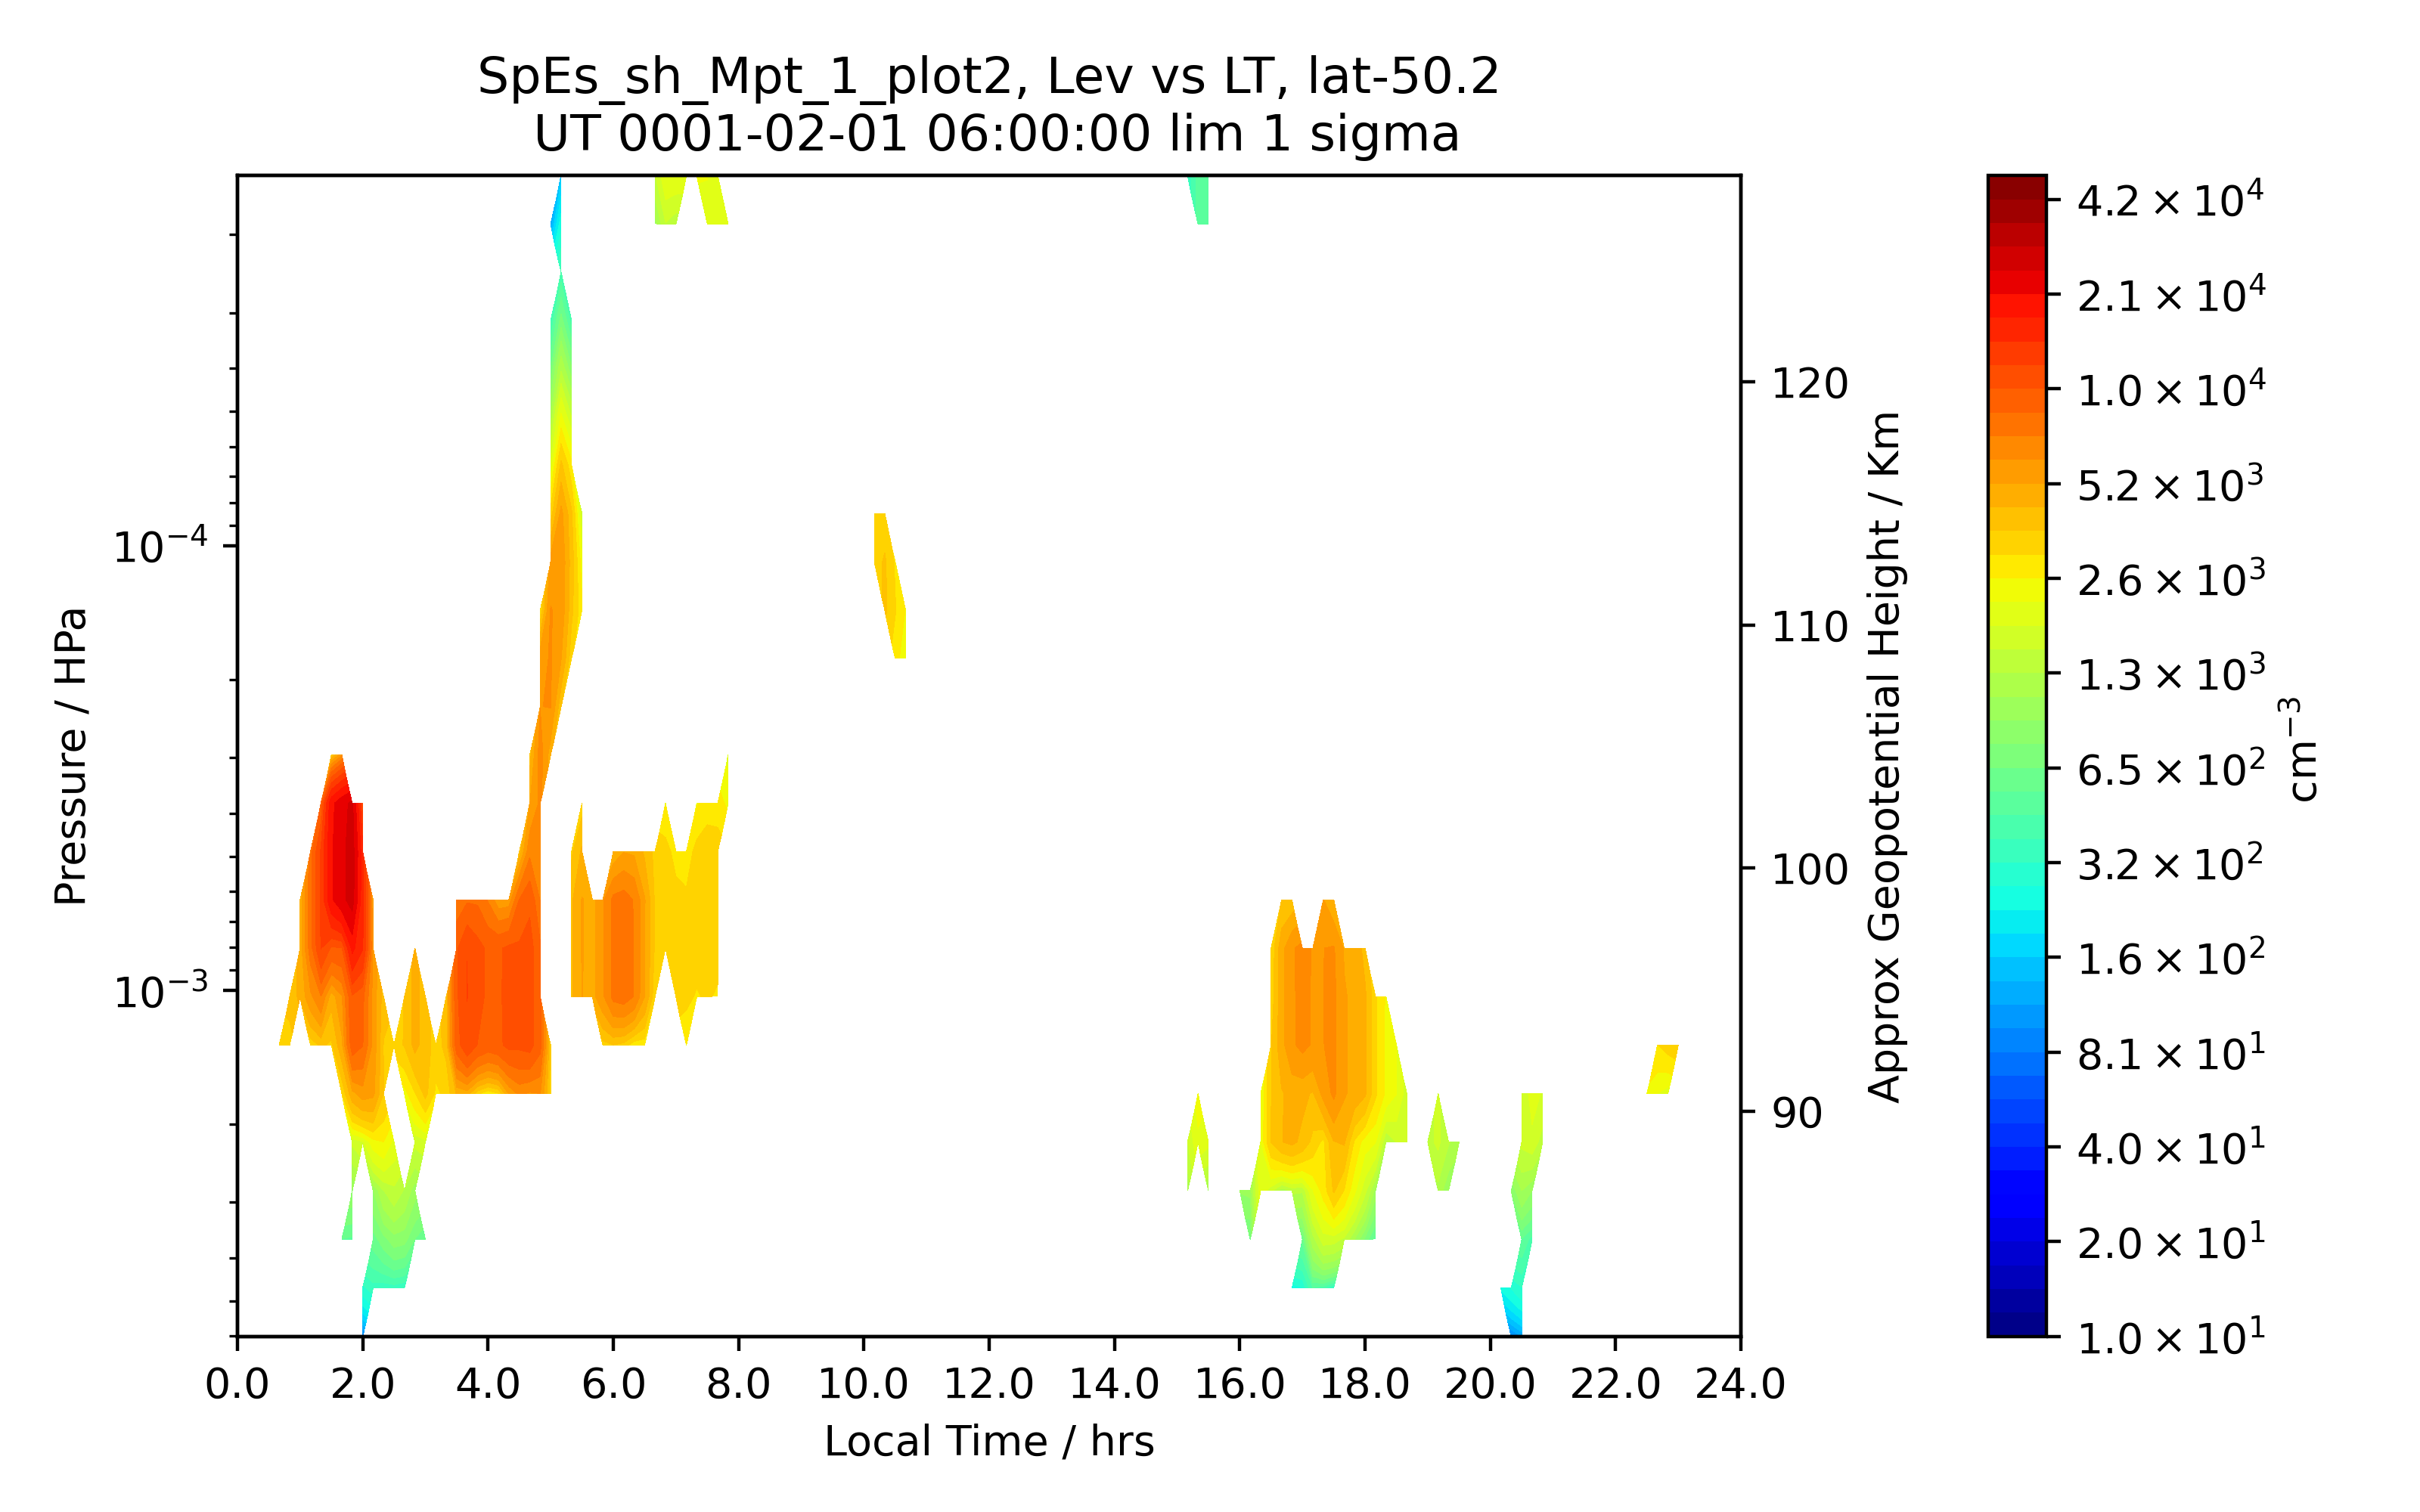 SpEs_sh_Mpt_1_plot2, Lev vs LT, lat-50.2
UT 0001-02-01 06:00:00 lim 1 sigma
Pressure / HPa
10⁻⁴
10⁻³
0.0 2.0 4.0 6.0 8.0 10.0 12.0 14.0 16.0 18.0 20.0 22.0 24.0
Local Time / hrs
120
110
100
90
Approx Geopotential Height / Km
4.2 × 10⁴
2.1 × 10⁴
1.0 × 10⁴
5.2 × 10³
2.6 × 10³
1.3 × 10³
6.5 × 10²
3.2 × 10²
1.6 × 10²
8.1 × 10¹
4.0 × 10¹
2.0 × 10¹
1.0 × 10¹
cm⁻³